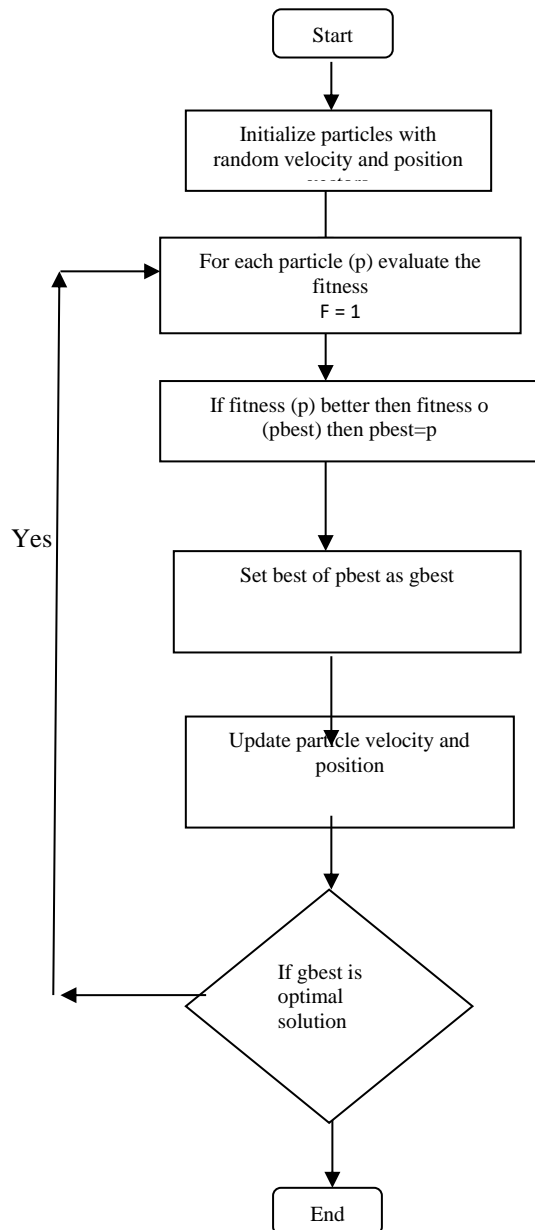 Start
Initialize particles with
random velocity and position
For each particle (p) evaluate the
fitness
F = 1
If fitness (p) better then fitness o
(pbest) then pbest=p
Yes
Set best of pbest as gbest
Update particle velocity and
position
If gbest is
optimal
solution
End